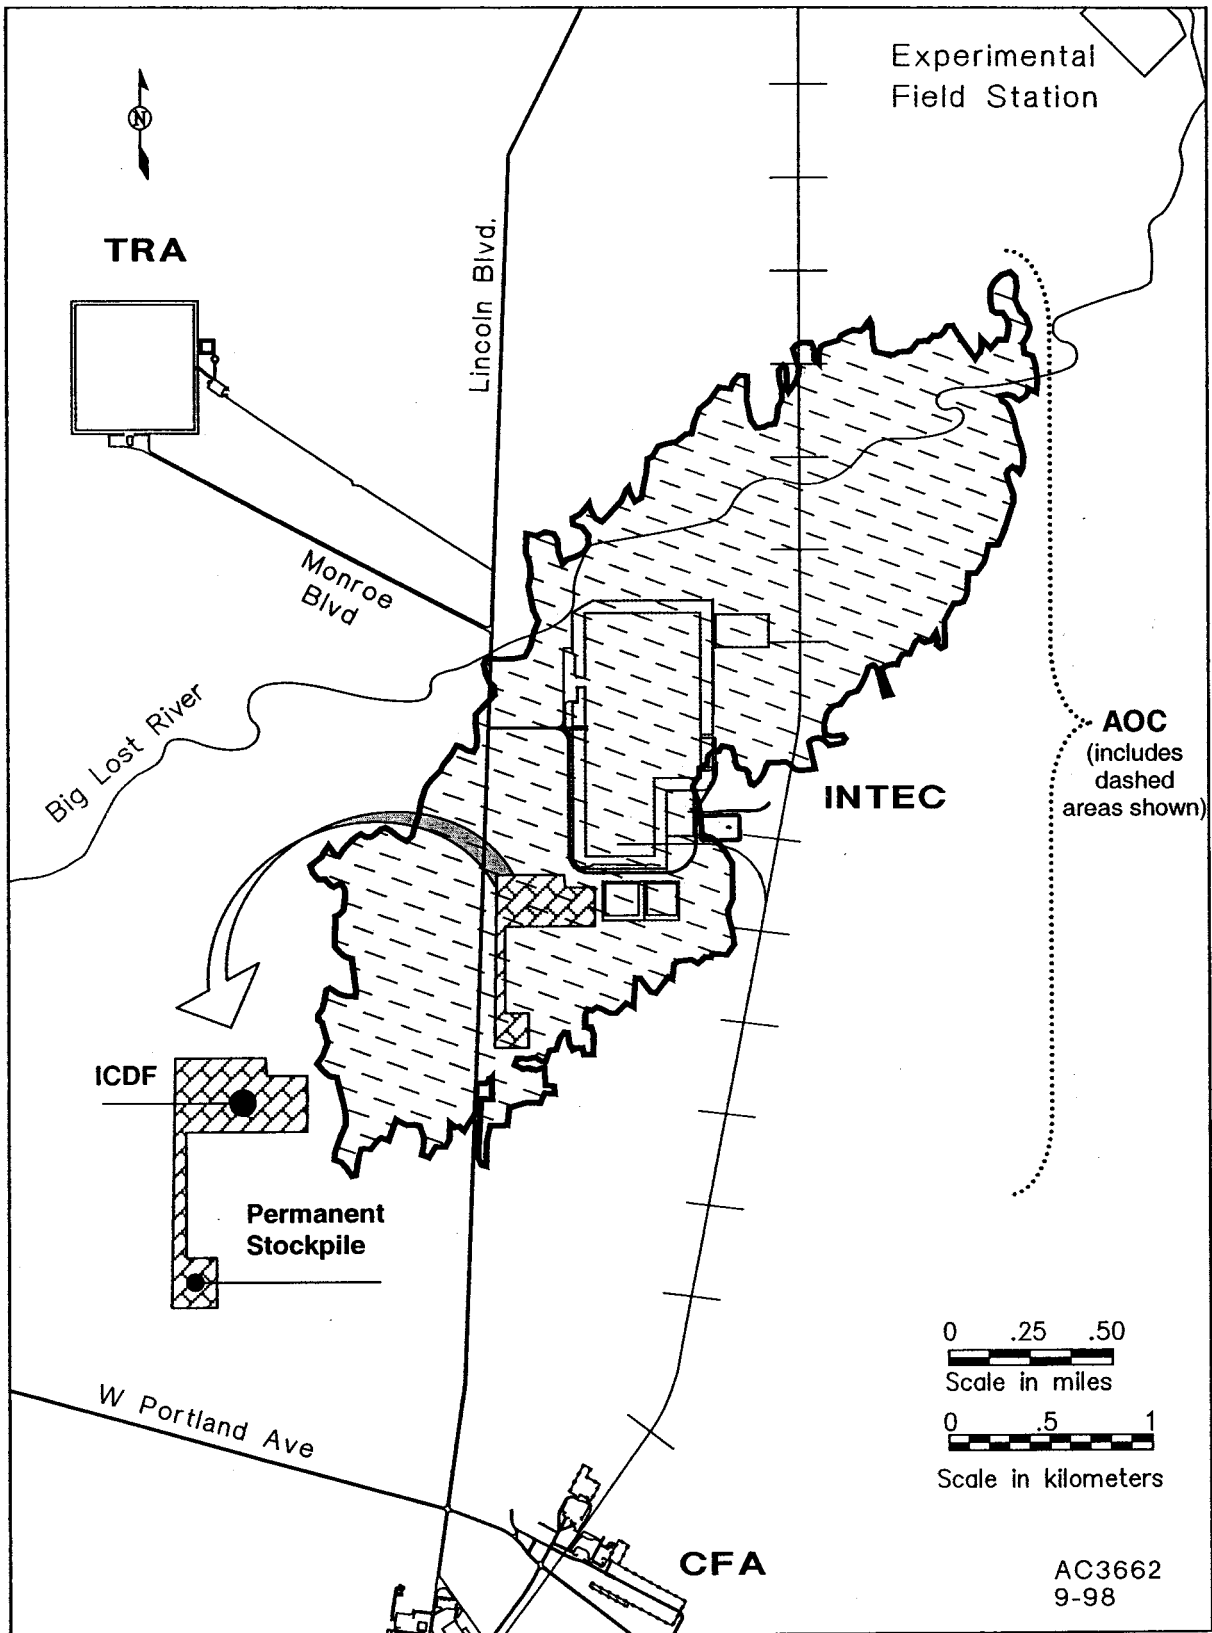 Experimental
Field Station
N
TRA
Lincoln Blvd.
Monroe
Blvd
Big Lost River
AOC
(includes
dashed
areas shown)
INTEC
ICDF
Permanent
Stockpile
0 .25 .50
Scale in miles
0 .5 1
Scale in kilometers
W Portland Ave
CFA
AC3662
9-98